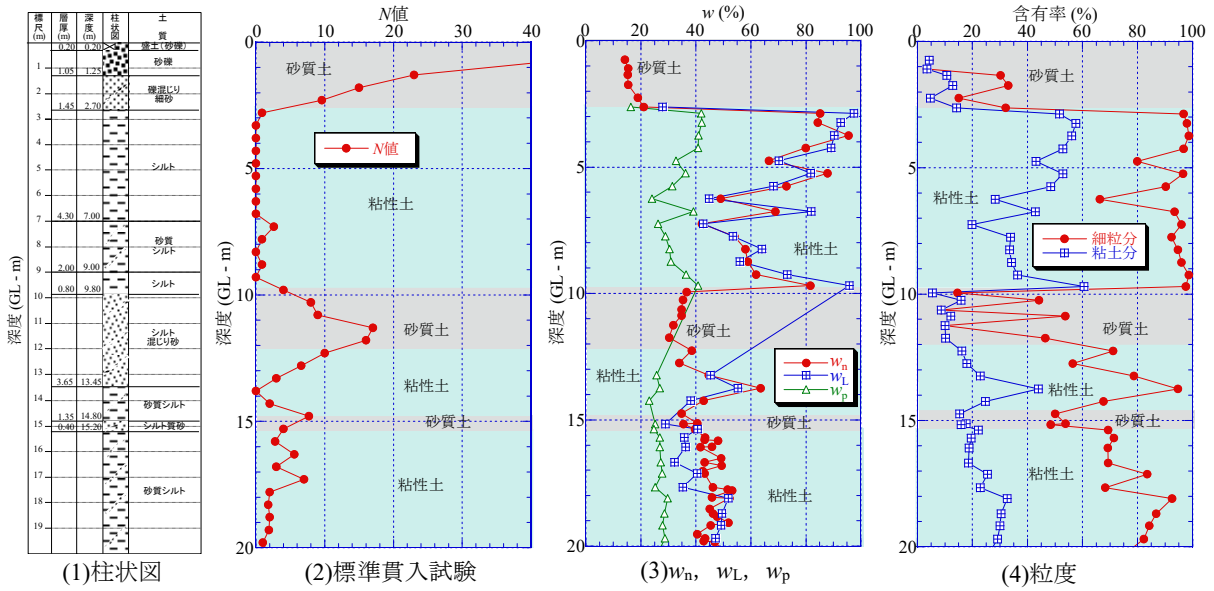 標尺(m) 層厚(m) 深度(m) 柱状図 土質
0.20 0.20 盛土(砂礫)
砂礫
1
1.05 1.25
礫混じり
細砂
2
1.45 2.70
3
4
5
シルト
6
4.30 7.00
7
砂質
シルト
8
2.00 9.00
9
シルト
0.80 9.80
10
11
シルト
混じり砂
12
13
3.65 13.45
14
砂質シルト
1.35 14.80
15
0.40 15.20
シルト質砂
16
17
砂質シルト
18
19
(1)柱状図
N値
0 10 20 30 40
深度(GL - m)
0
5
10
15
20
砂質土
N値
粘性土
砂質土
粘性土
砂質土
粘性土
(2)標準貫入試験
w (%)
0 20 40 60 80 100
深度(GL - m)
0
5
10
15
20
砂質土
粘性土
砂質土
wn
wL
wp
粘性土
砂質土
粘性土
(3)wn, wL, wp
含有率(%)
0 20 40 60 80 100
深度(GL - m)
0
5
10
15
20
砂質土
粘性土
細粒分
粘土分
砂質土
粘性土
砂質土
粘性土
(4)粒度